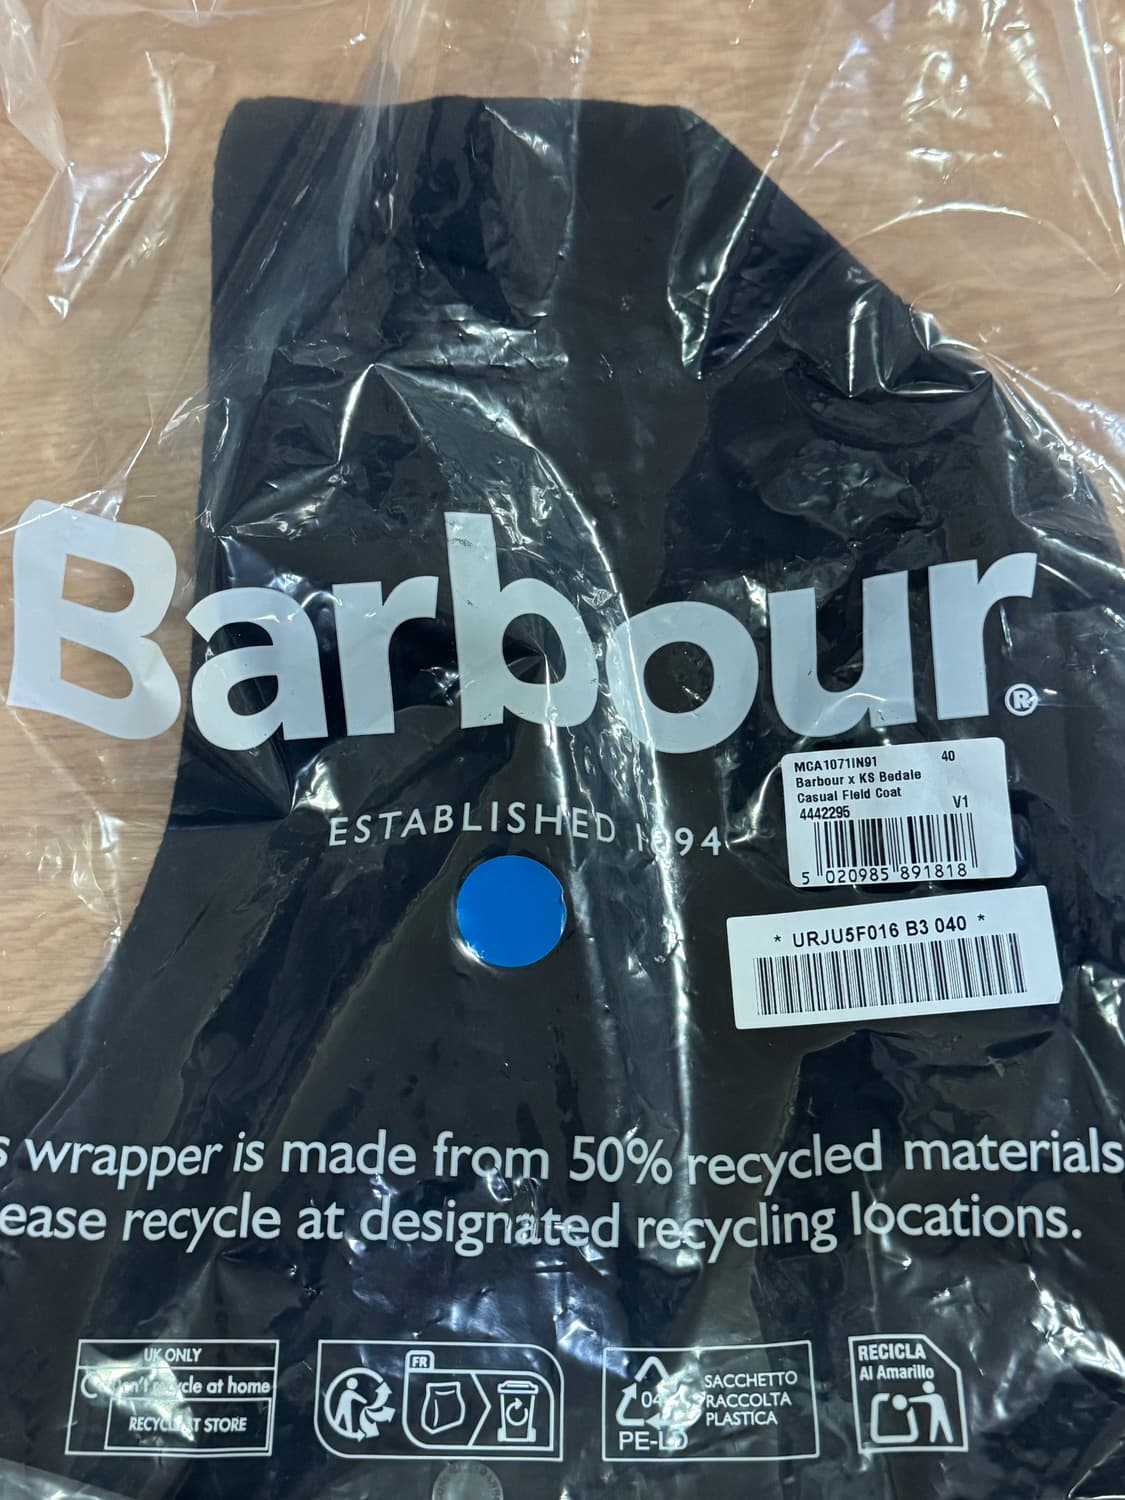 Barbour®
ESTABLISHED 1894
MCA1071IN91 40
Barbour x KS Bedale
Casual Field Coat
4442295 V1
5 020985 891818
* URJU5F016 B3 040 *
wrapper is made from 50% recycled materials
ease recycle at designated recycling locations.
UK ONLY
Don't recycle at home
RECYCLE AT STORE
FR
04
PE-LD
SACCHETTO
RACCOLTA
PLASTICA
RECICLA
Al Amarillo